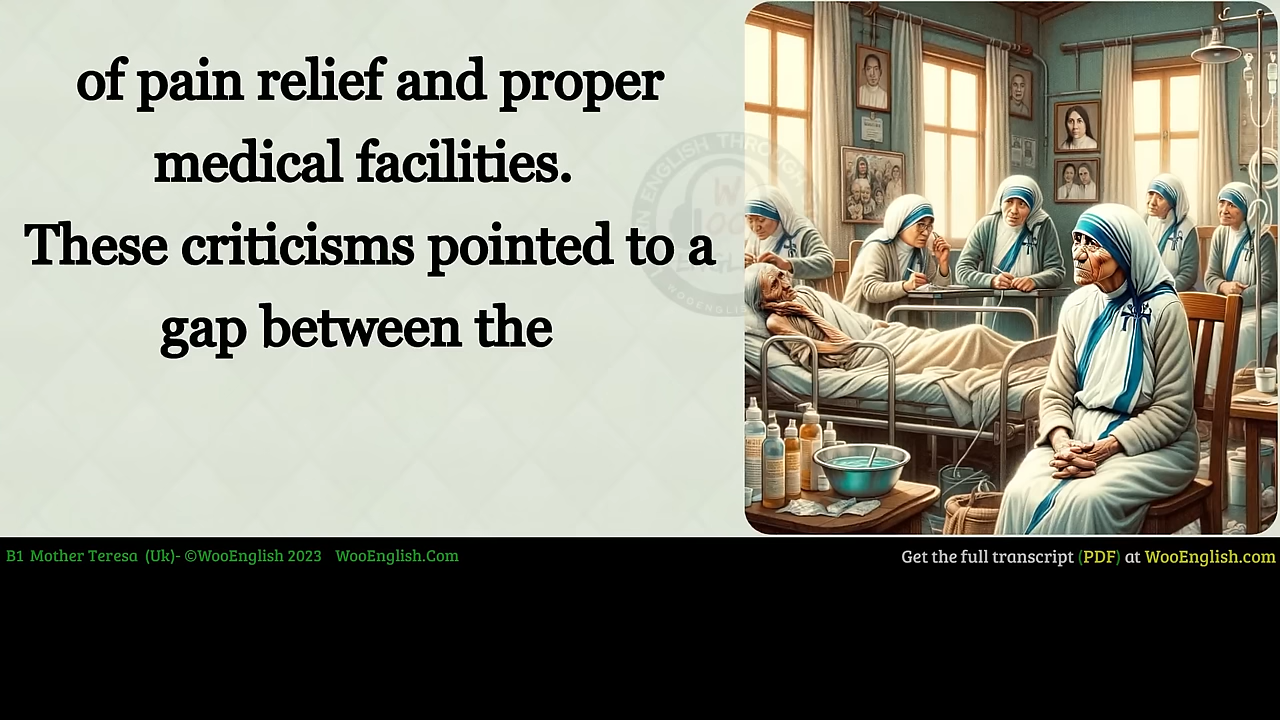 of pain relief and proper
medical facilities.
These criticisms pointed to a
gap between the
B1 Mother Teresa (Uk)- ©WooEnglish 2023 WooEnglish.Com
Get the full transcript (PDF) at WooEnglish.com